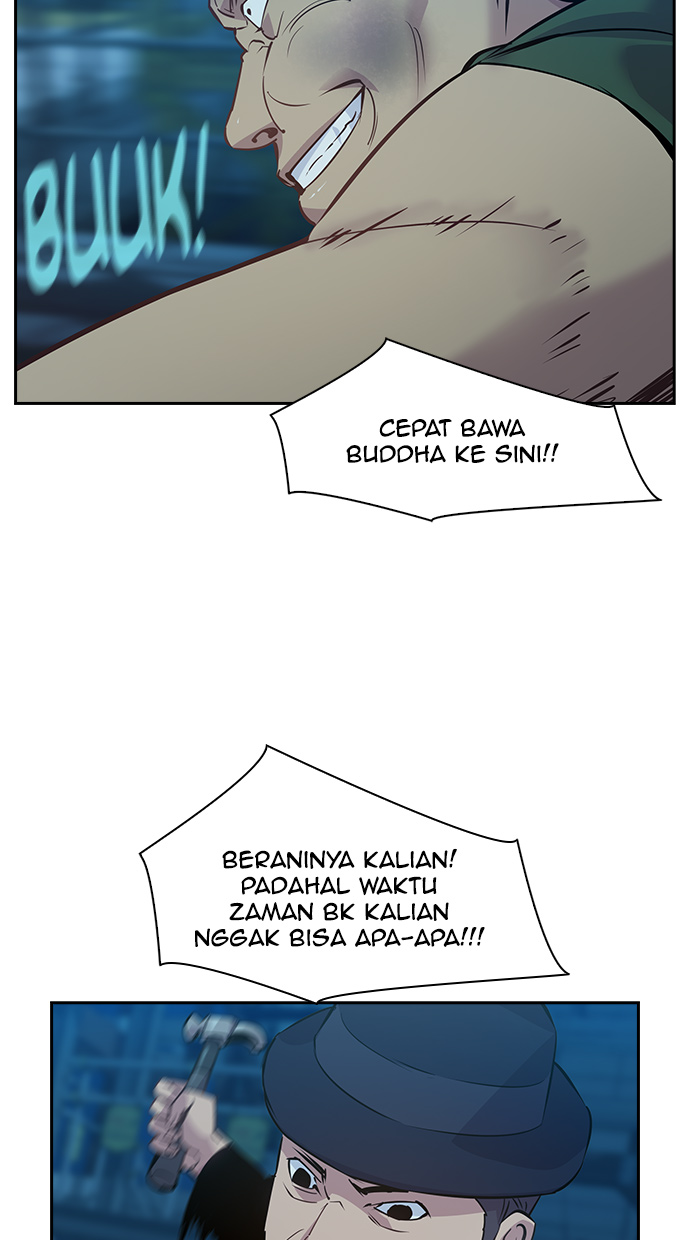 BUUK!
CEPAT BAWA
BUDDHA KE SINI!!
BERANINYA KALIAN!
PADAHAL WAKTU
ZAMAN BK KALIAN
NGGAK BISA APA-APA!!!